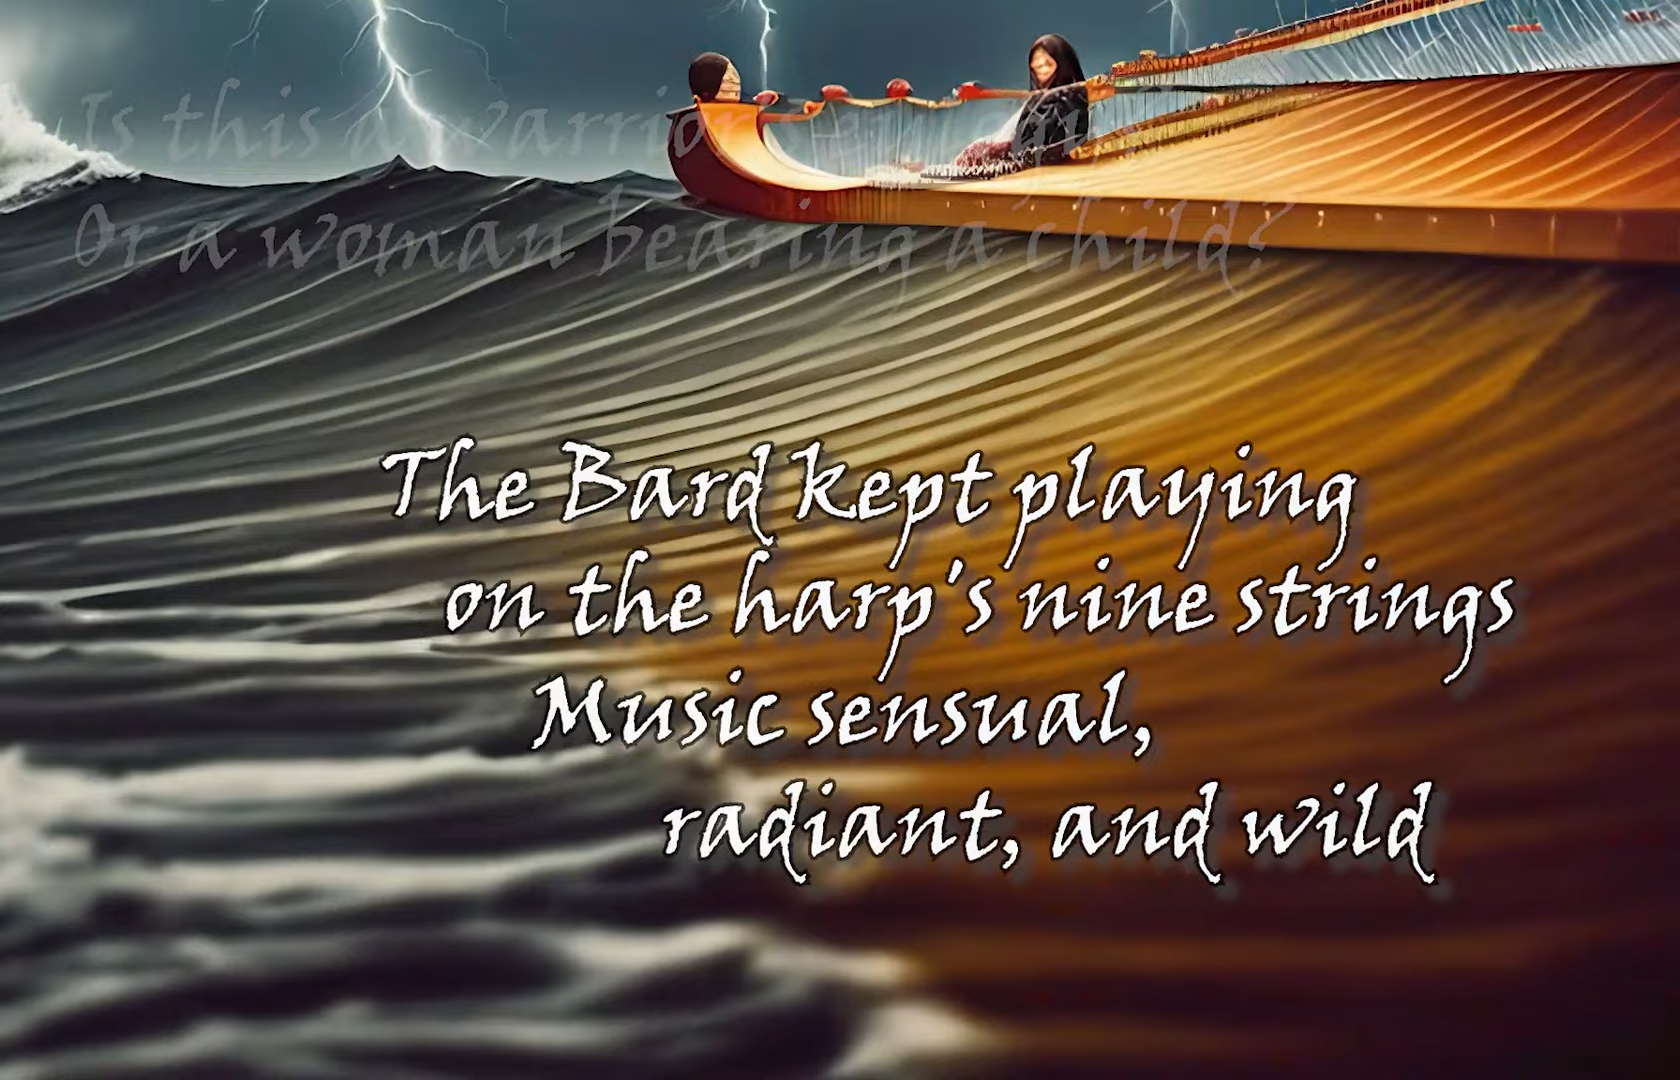 Is this a warrior
Or a woman bearing a child?
The Bard kept playing
on the harp's nine strings
Music sensual,
radiant, and wild